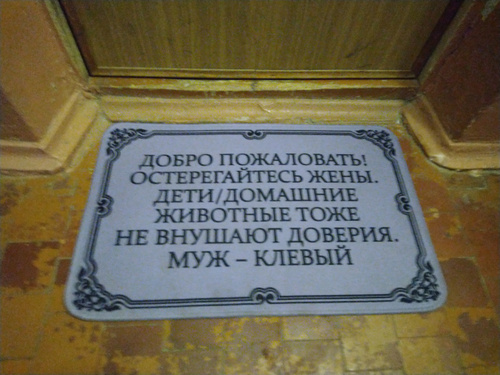 ДОБРО ПОЖАЛОВАТЬ!
ОСТЕРЕГАЙТЕСЬ ЖЕНЫ.
ДЕТИ/ДОМАШНИЕ
ЖИВОТНЫЕ ТОЖЕ
НЕ ВНУШАЮТ ДОВЕРИЯ.
МУЖ – КЛЕВЫЙ